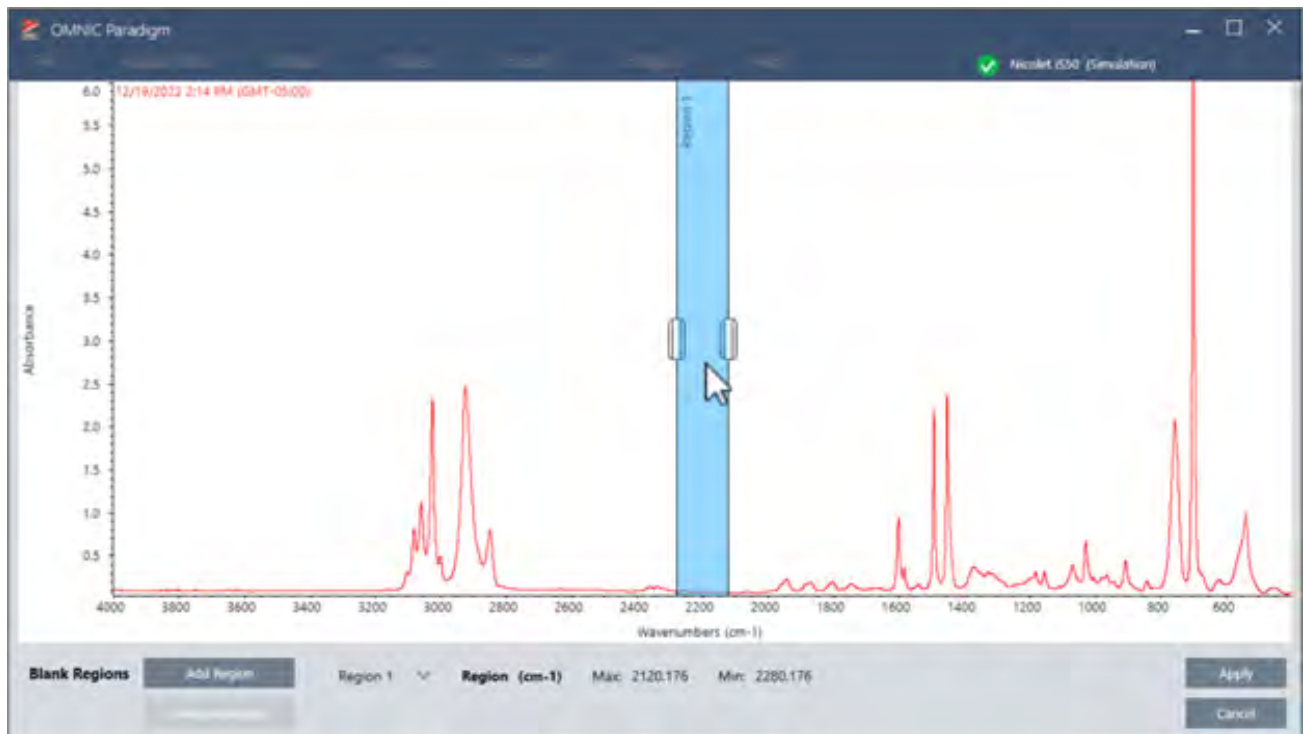 OMNIC Paradigm
Nicolet iS50 (Simulation)
12/19/2022 2:14 PM (GMT-05:00)
Region 1
6.0
5.5
5.0
4.5
4.0
3.5
3.0
2.5
2.0
1.5
1.0
0.5
Absorbance
4000 3800 3600 3400 3200 3000 2800 2600 2400 2200 2000 1800 1600 1400 1200 1000 800 600
Wavenumbers (cm-1)
Blank Regions Add Region Region 1 Region (cm-1) Max: 2120.176 Min: 2280.176 Apply
Cancel